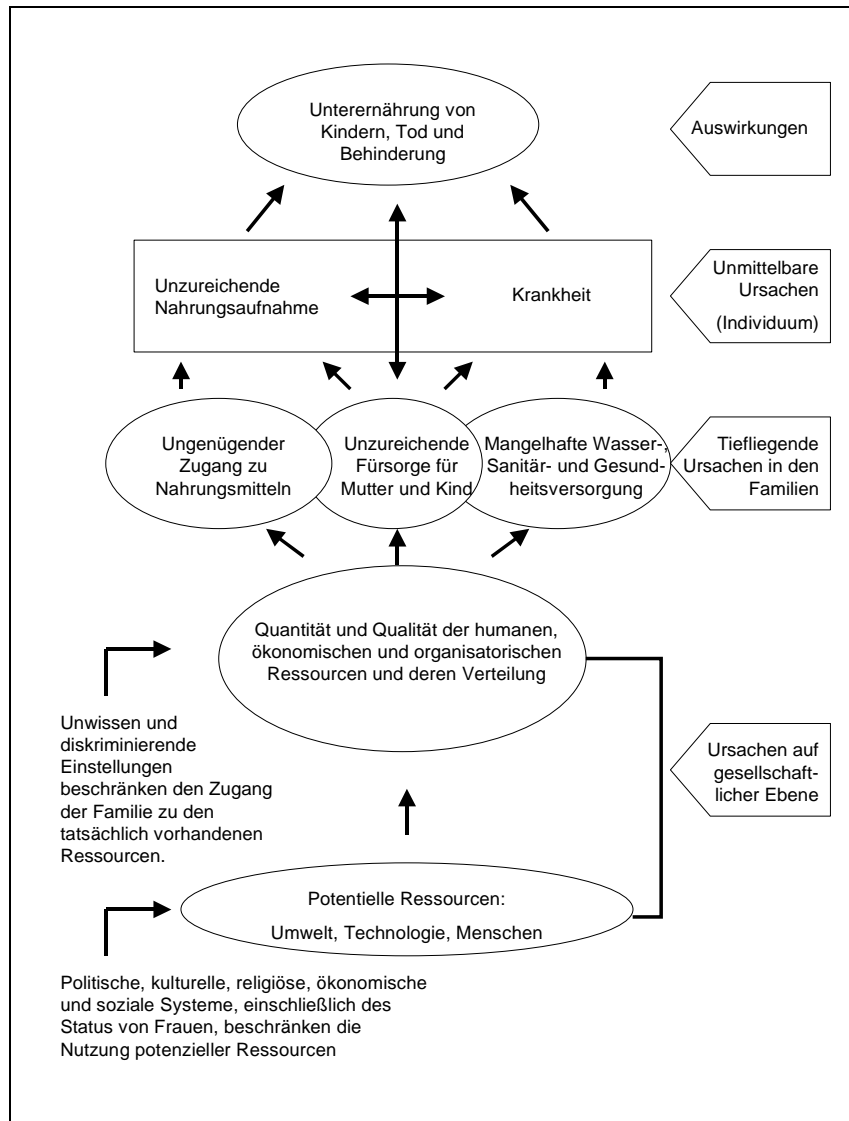 Unterernährung von
Kindern, Tod und
Behinderung
Auswirkungen
Unzureichende
Nahrungsaufnahme
Krankheit
Unmittelbare
Ursachen
(Individuum)
Ungenügender
Zugang zu
Nahrungsmitteln
Unzureichende
Fürsorge für
Mutter und Kind
Mangelhafte Wasser-,
Sanitär- und Gesund-
heitsversorgung
Tiefliegende
Ursachen in den
Familien
Quantität und Qualität der humanen,
ökonomischen und organisatorischen
Ressourcen und deren Verteilung
Unwissen und
diskriminierende
Einstellungen
beschränken den Zugang
der Familie zu den
tatsächlich vorhandenen
Ressourcen.
Ursachen auf
gesellschaft-
licher Ebene
Potentielle Ressourcen:
Umwelt, Technologie, Menschen
Politische, kulturelle, religiöse, ökonomische
und soziale Systeme, einschließlich des
Status von Frauen, beschränken die
Nutzung potenzieller Ressourcen